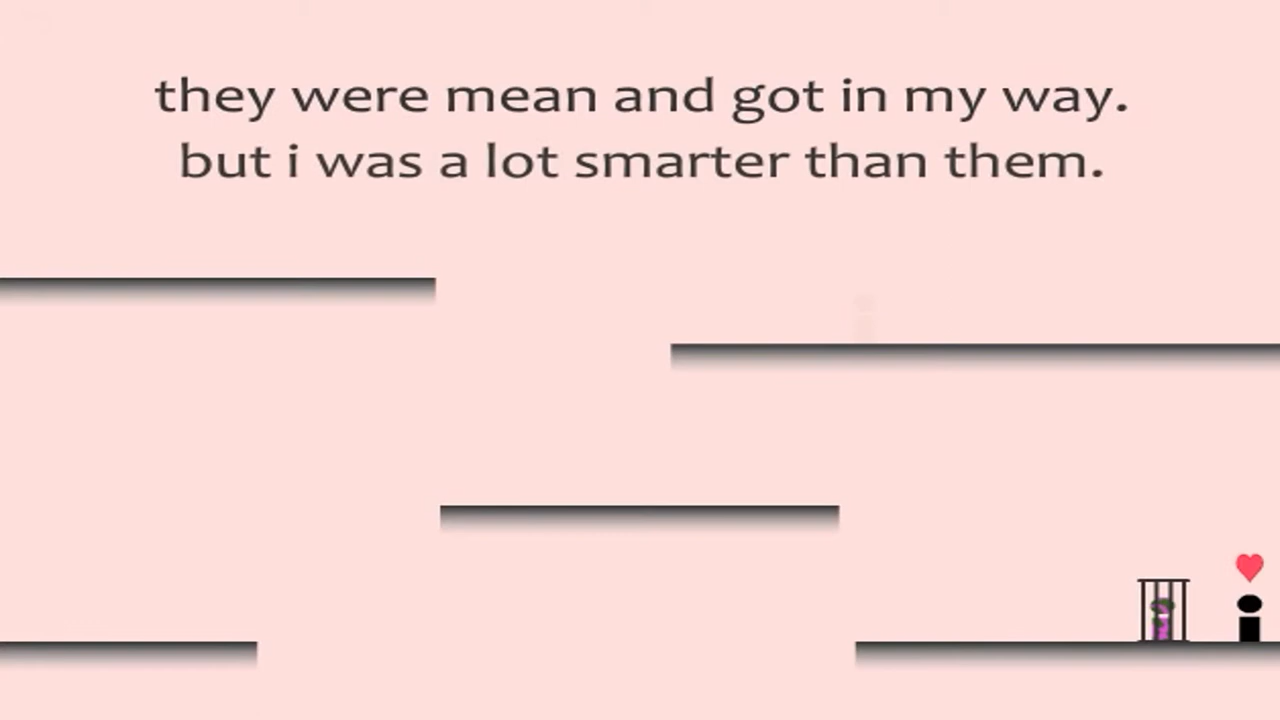 they were mean and got in my way.
but i was a lot smarter than them.